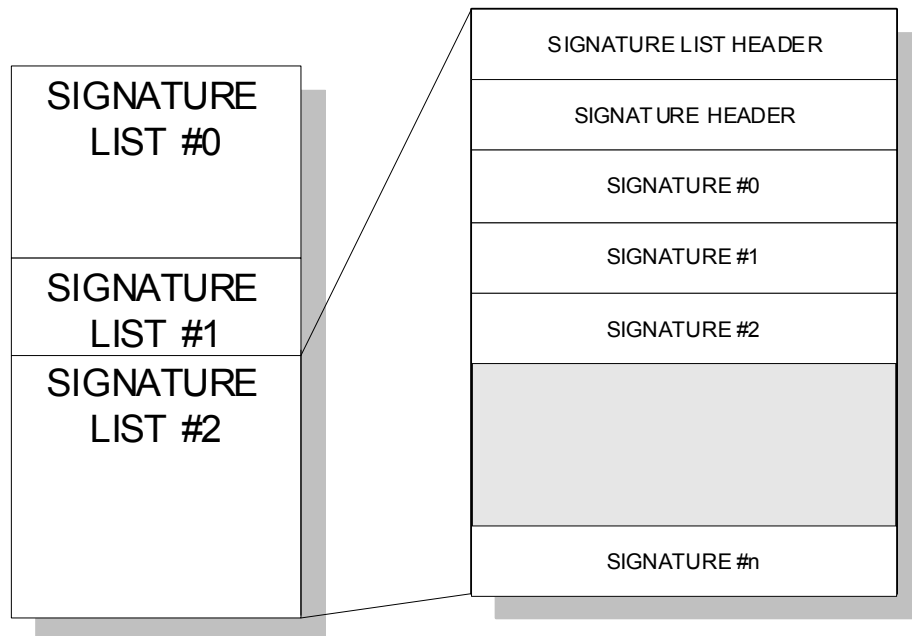 SIGNATURE
LIST #0
SIGNATURE
LIST #1
SIGNATURE
LIST #2
SIGNATURE LIST HEADER
SIGNATURE HEADER
SIGNATURE #0
SIGNATURE #1
SIGNATURE #2
SIGNATURE #n